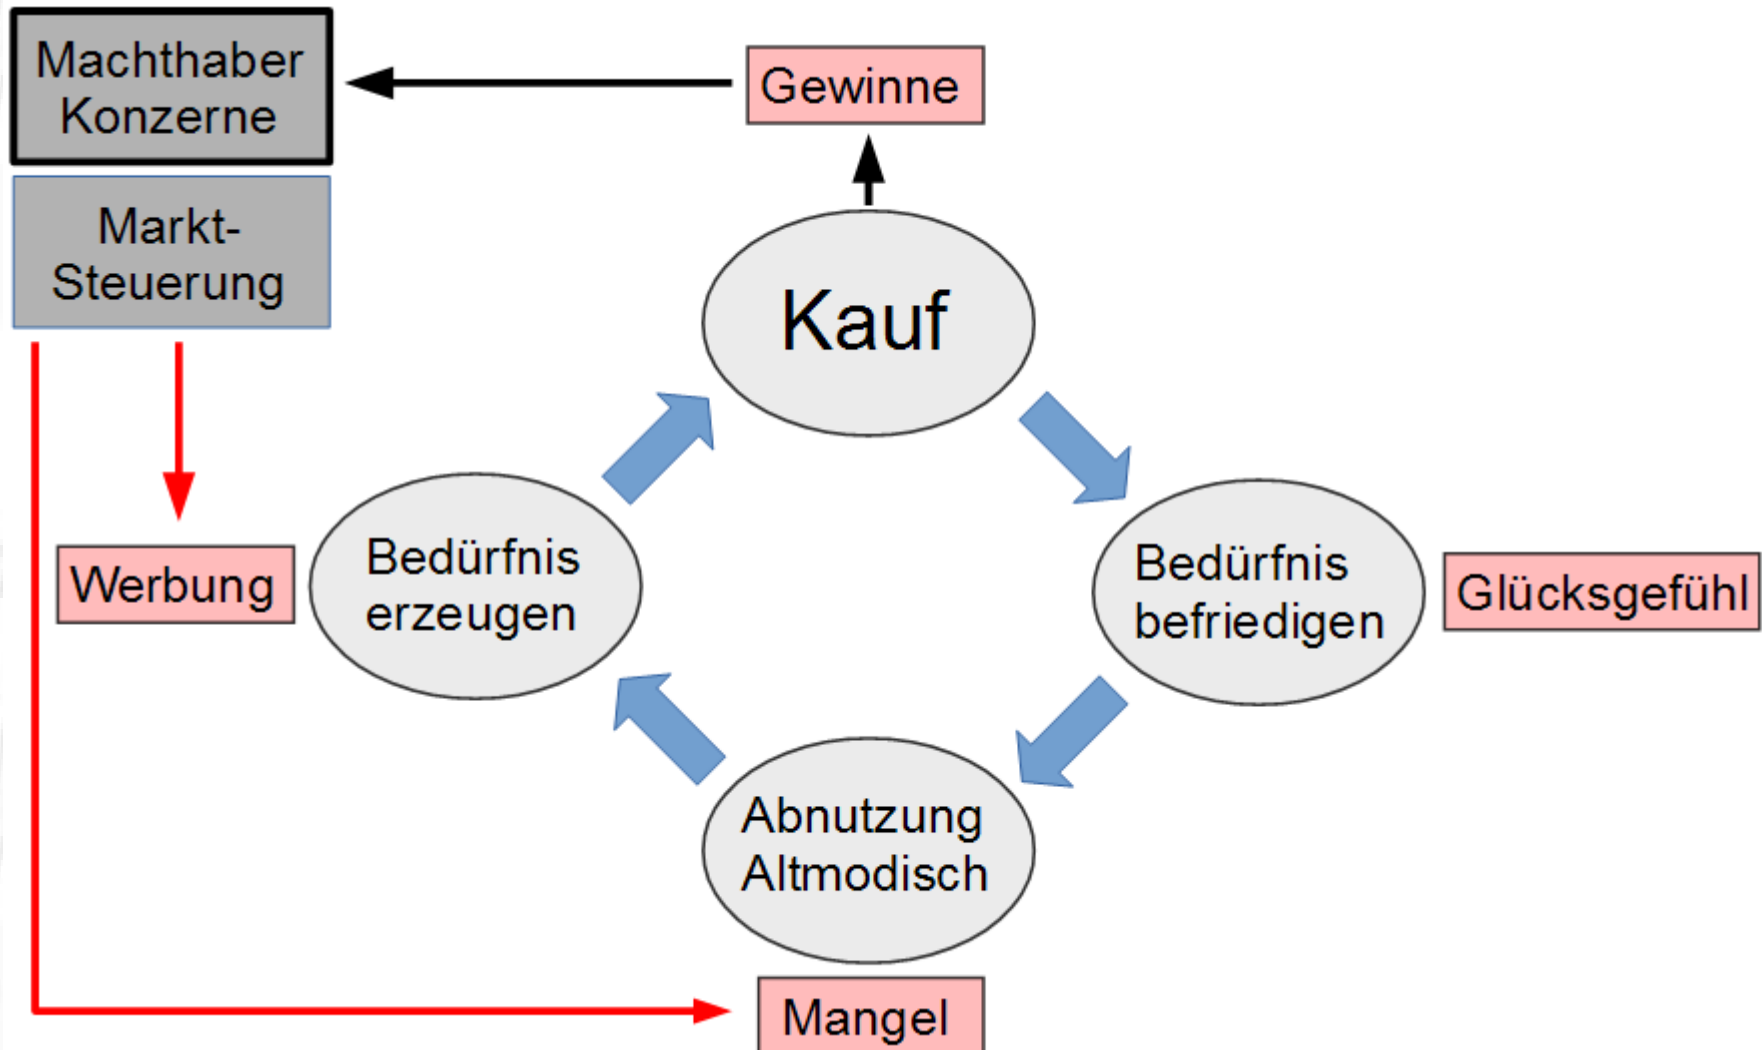 Machthaber
Konzerne
Gewinne
Markt-
Steuerung
Kauf
Werbung
Bedürfnis
erzeugen
Bedürfnis
befriedigen
Glücksgefühl
Abnutzung
Altmodisch
Mangel